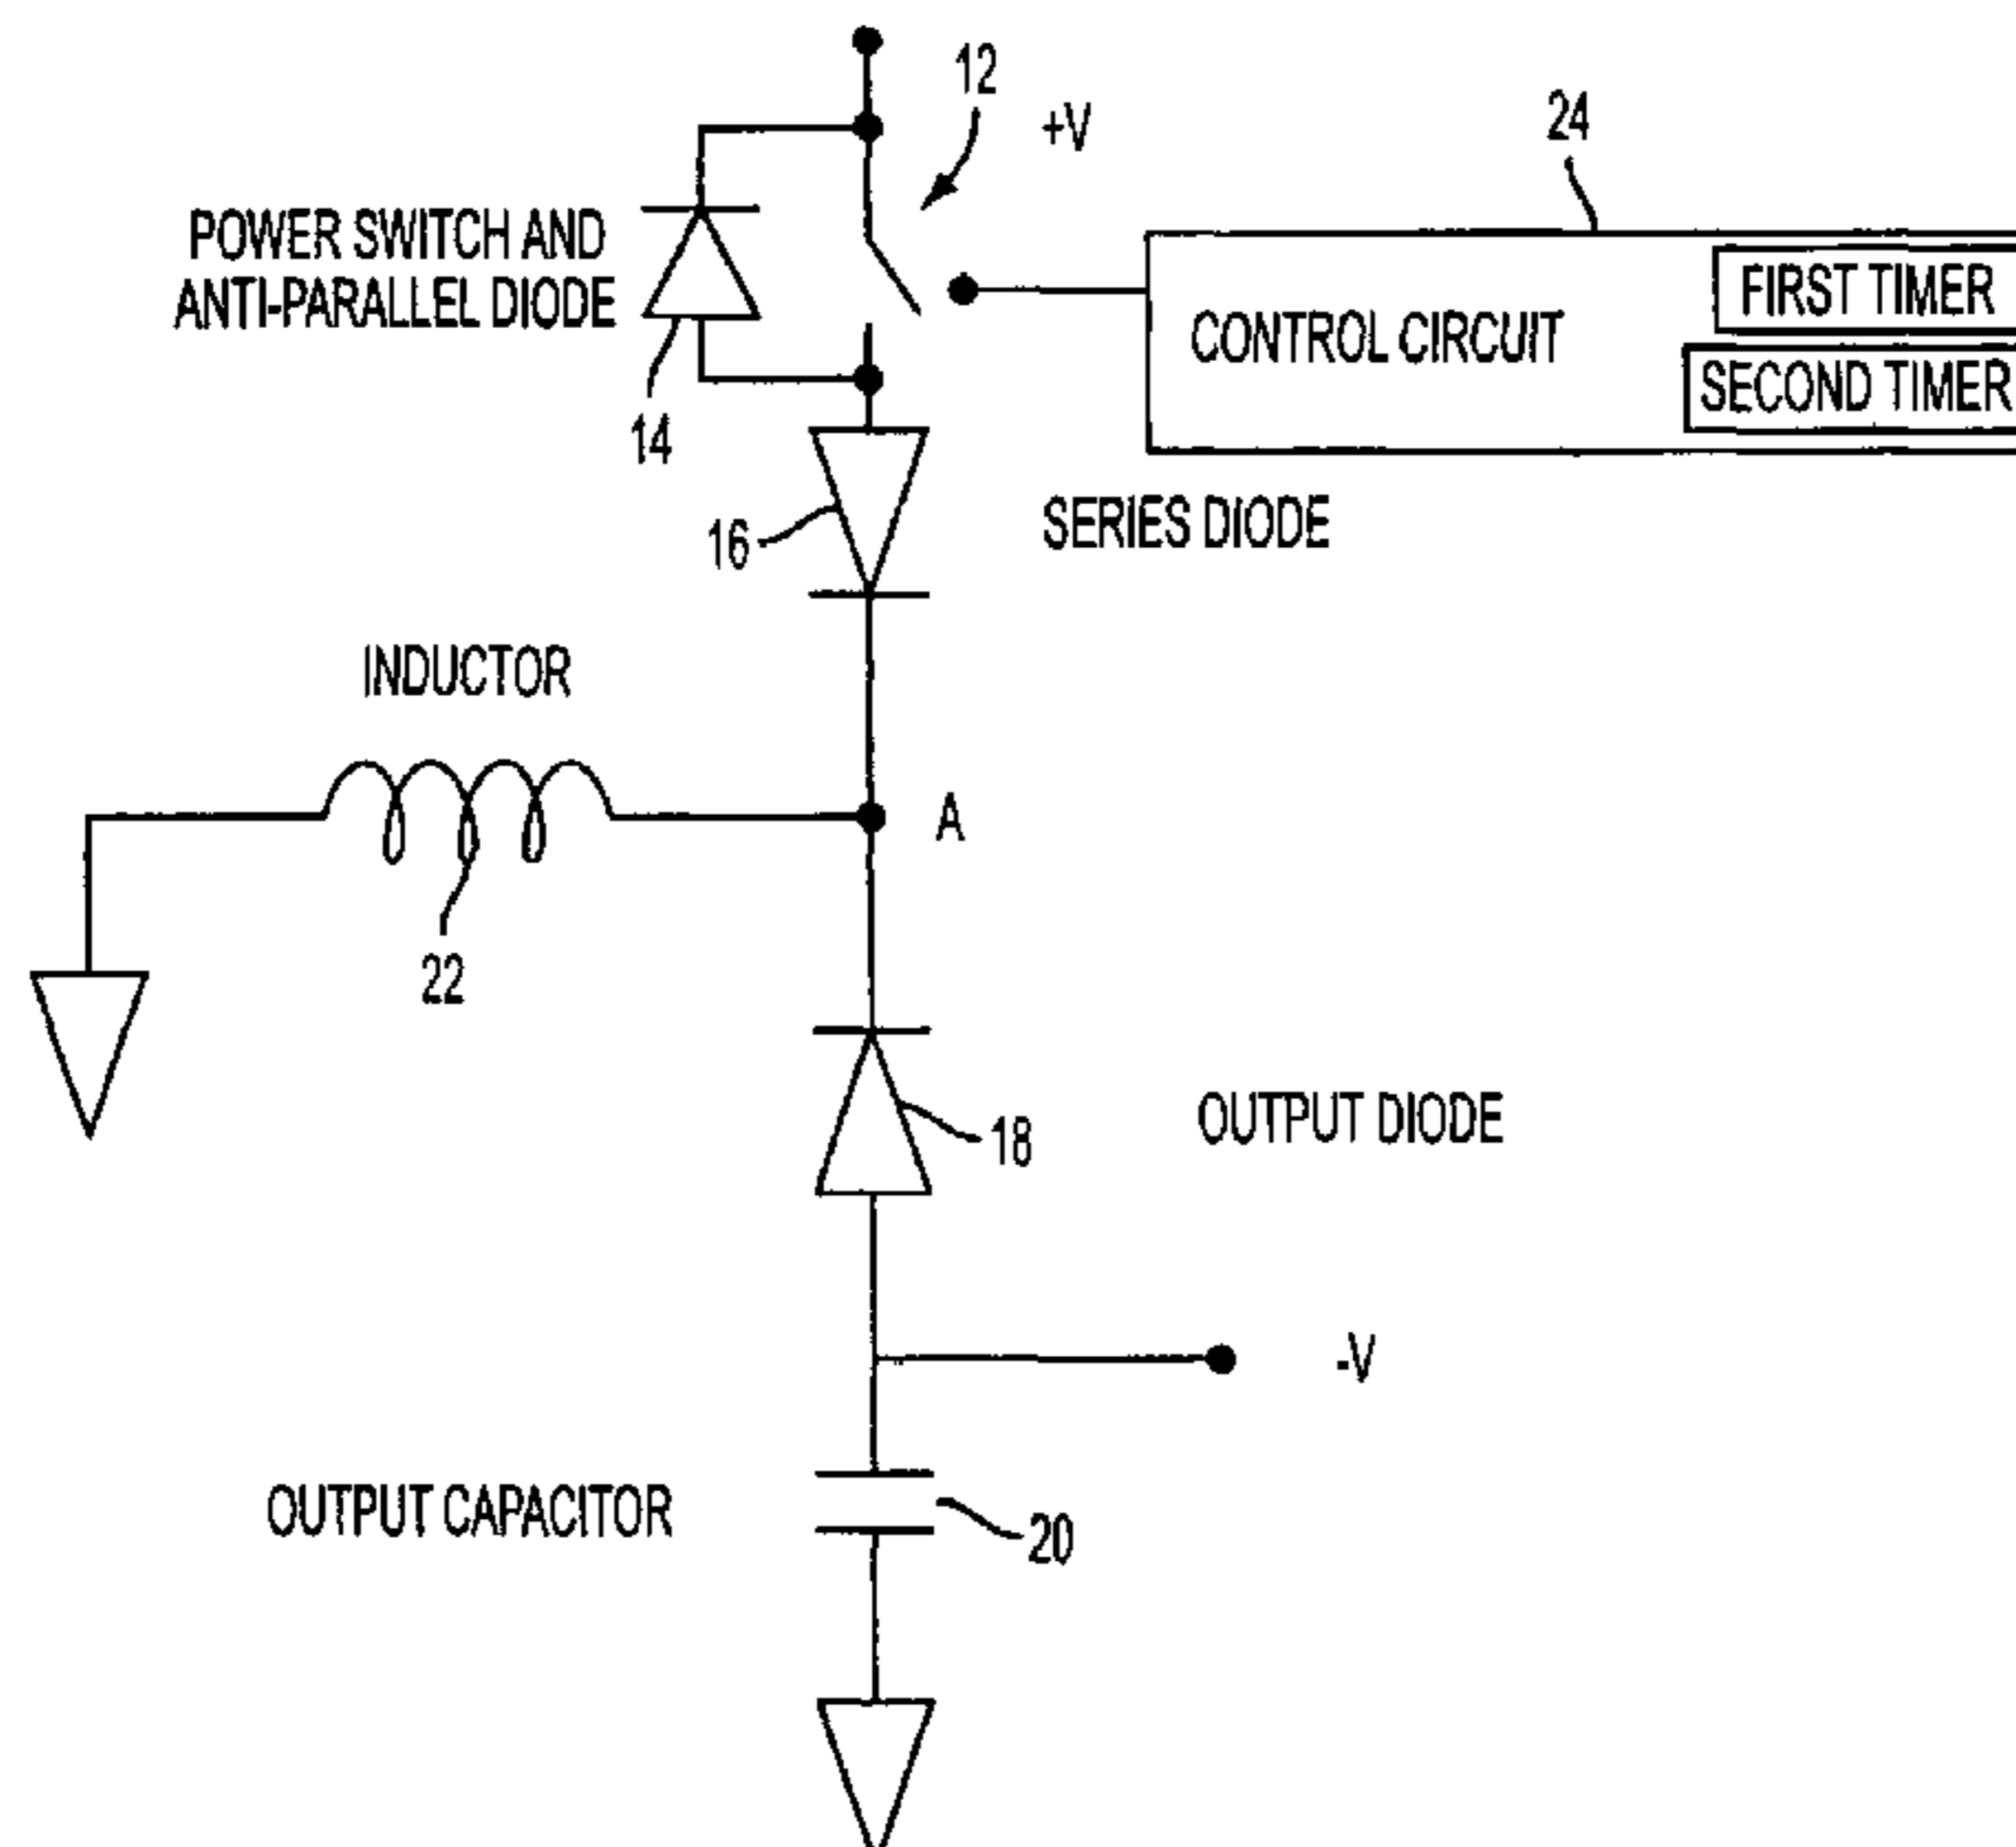 12
+V
24
POWER SWITCH AND
ANTI-PARALLEL DIODE
FIRST TIMER
CONTROL CIRCUIT
SECOND TIMER
14
SERIES DIODE
16
INDUCTOR
A
22
OUTPUT DIODE
18
-V
OUTPUT CAPACITOR
20